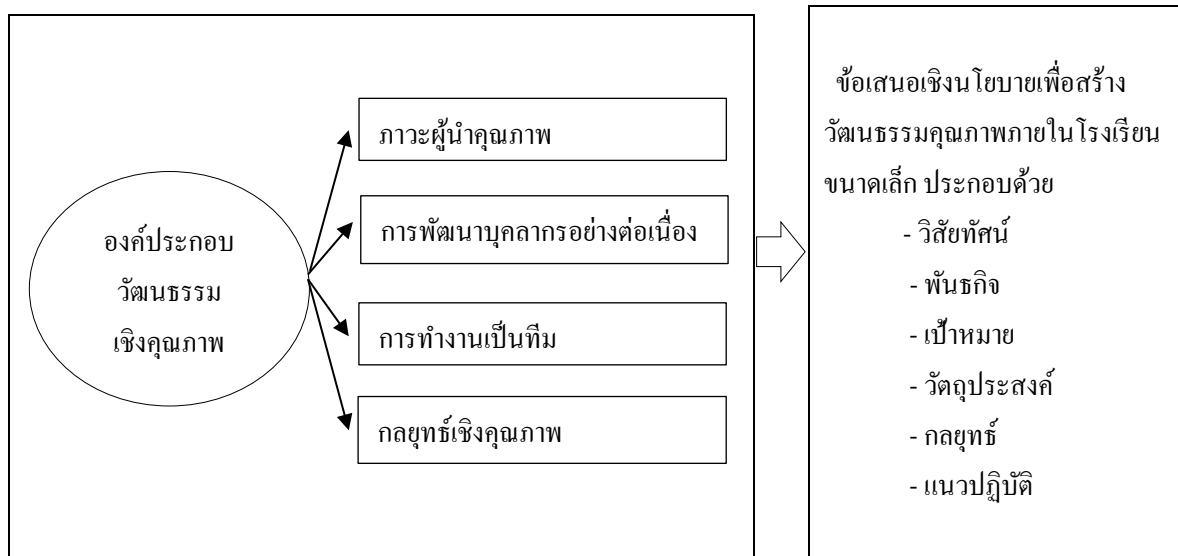 องค์ประกอบ
วัฒนธรรม
เชิงคุณภาพ
ภาวะผู้นำคุณภาพ
การพัฒนาบุคลากรอย่างต่อเนื่อง
การทำงานเป็นทีม
กลยุทธ์เชิงคุณภาพ
ข้อเสนอเชิงนโยบายเพื่อสร้าง
วัฒนธรรมคุณภาพภายในโรงเรียน
ขนาดเล็ก ประกอบด้วย
- วิสัยทัศน์
- พันธกิจ
- เป้าหมาย
- วัตถุประสงค์
- กลยุทธ์
- แนวปฏิบัติ